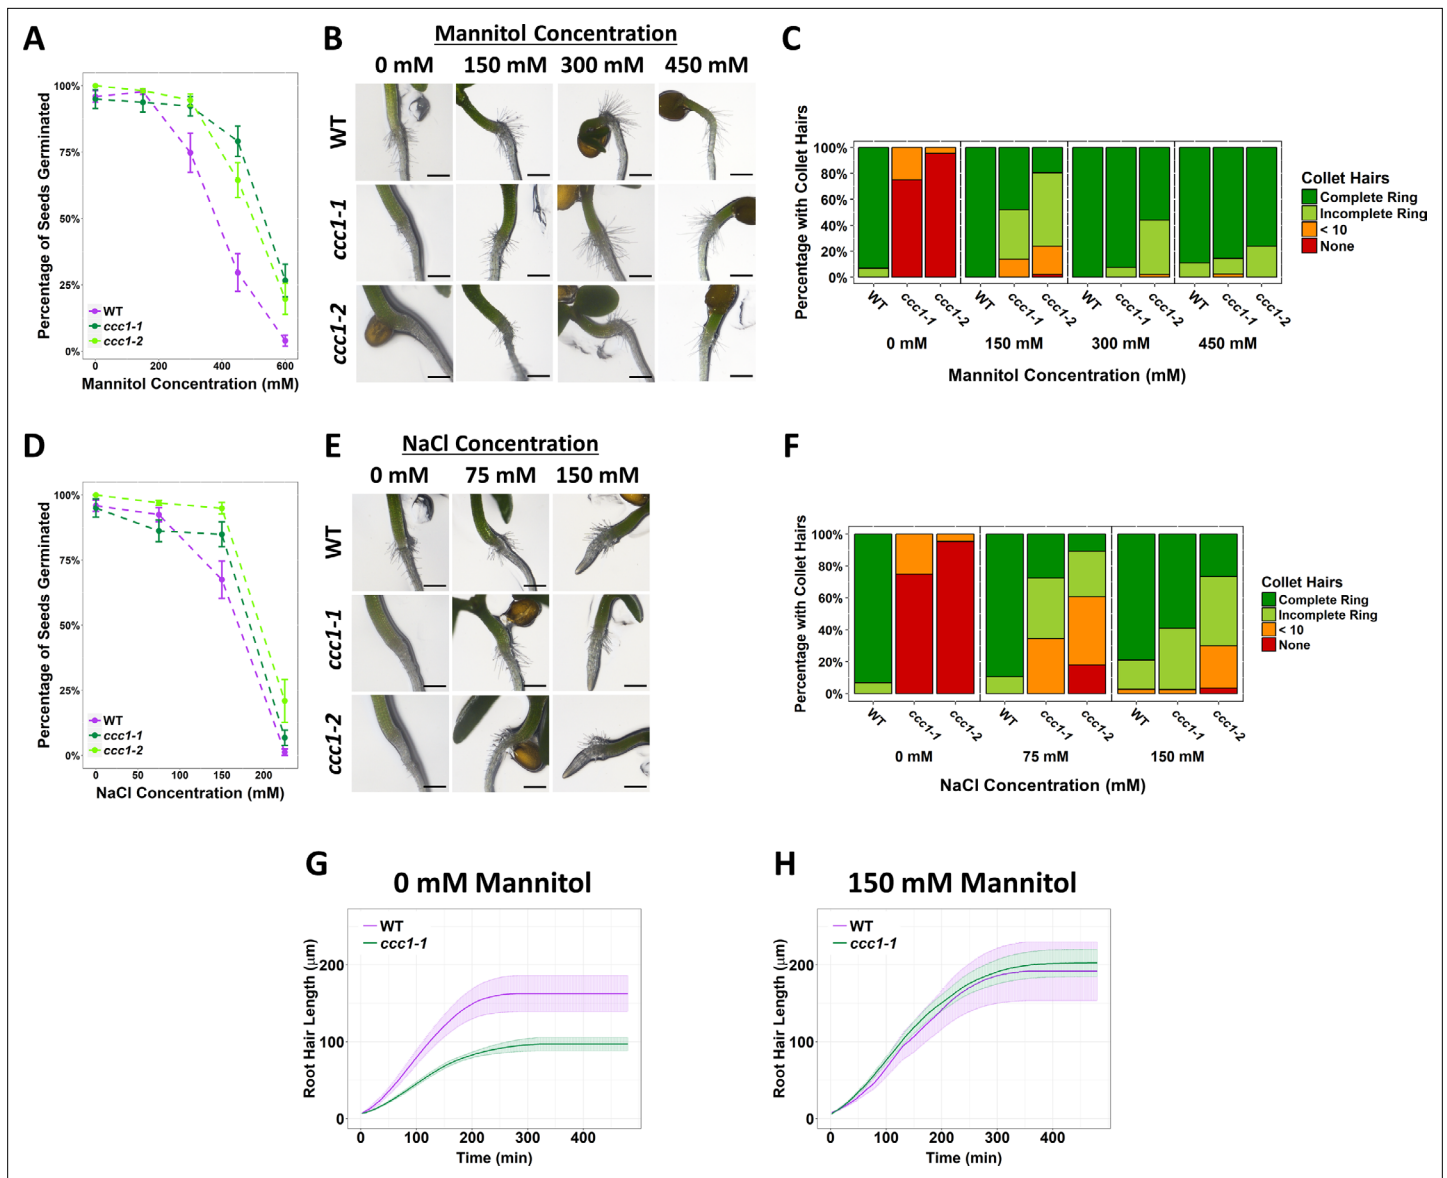 A
Percentage of Seeds Germinated
100%
75%
50%
25%
0%
WT
ccc1-1
ccc1-2
0 200 400 600
Mannitol Concentration (mM)
B
Mannitol Concentration
0 mM 150 mM 300 mM 450 mM
WT
ccc1-1
ccc1-2
C
Percentage with Collet Hairs
100%
80%
60%
40%
20%
0%
WT ccc1-1 ccc1-2 WT ccc1-1 ccc1-2 WT ccc1-1 ccc1-2 WT ccc1-1 ccc1-2
0 mM 150 mM 300 mM 450 mM
Mannitol Concentration (mM)
Collet Hairs
Complete Ring
Incomplete Ring
< 10
None
D
Percentage of Seeds Germinated
100%
75%
50%
25%
0%
WT
ccc1-1
ccc1-2
0 50 100 150 200
NaCl Concentration (mM)
E
NaCl Concentration
0 mM 75 mM 150 mM
WT
ccc1-1
ccc1-2
F
Percentage with Collet Hairs
100%
80%
60%
40%
20%
0%
WT ccc1-1 ccc1-2 WT ccc1-1 ccc1-2 WT ccc1-1 ccc1-2
0 mM 75 mM 150 mM
NaCl Concentration (mM)
Collet Hairs
Complete Ring
Incomplete Ring
< 10
None
G
0 mM Mannitol
WT
ccc1-1
Root Hair Length (μm)
200
100
0
0 100 200 300 400
Time (min)
H
150 mM Mannitol
WT
ccc1-1
Root Hair Length (μm)
200
100
0
0 100 200 300 400
Time (min)